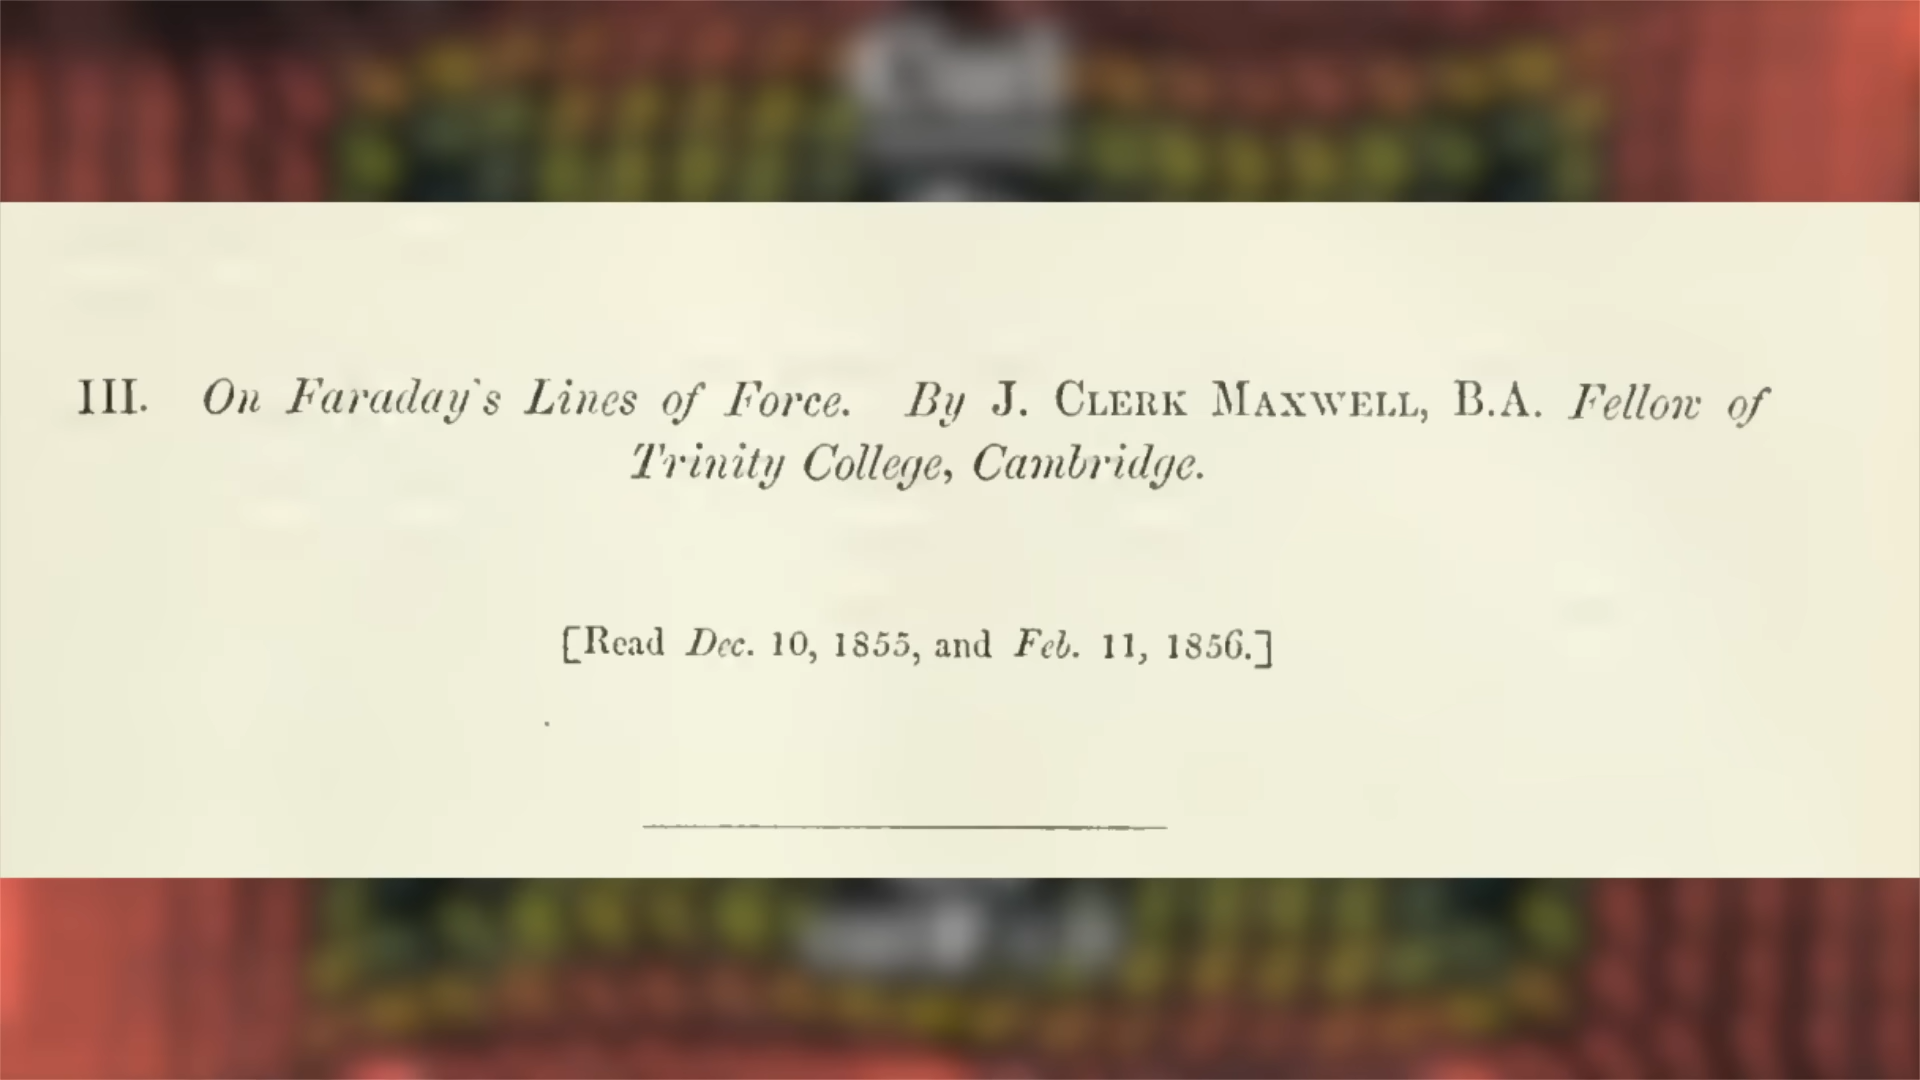 III. On Faraday's Lines of Force. By J. CLERK MAXWELL, B.A. Fellow of
Trinity College, Cambridge.
[Read Dec. 10, 1855, and Feb. 11, 1856.]